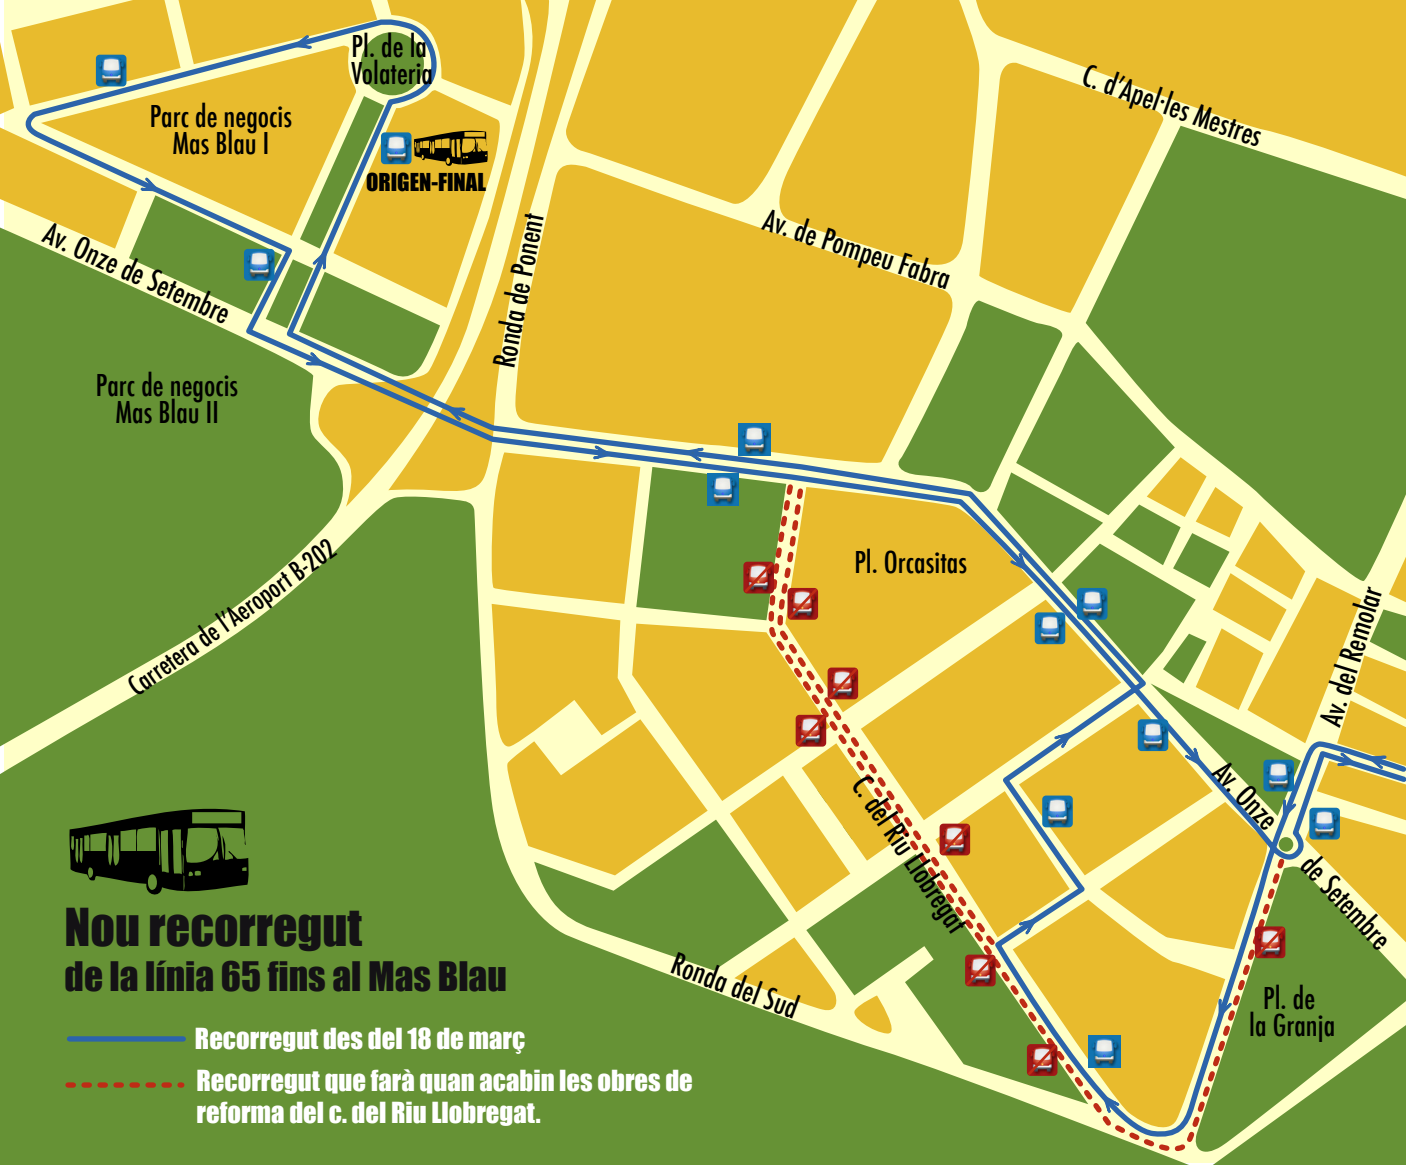 Pl. de la
Volateria
C. d'Apel·les Mestres
Parc de negocis
Mas Blau I
ORIGEN-FINAL
Av. Onze de Setembre
Ronda de Ponent
Av. de Pompeu Fabra
Parc de negocis
Mas Blau II
Pl. Orcasitas
Carretera de l'Aeroport B-202
Av. del Remolar
C. del Riu Llobregat
Av. Onze
de Setembre
Ronda del Sud
Pl. de
la Granja
Nou recorregut
de la línia 65 fins al Mas Blau
Recorregut des del 18 de març
Recorregut que farà quan acabin les obres de
reforma del c. del Riu Llobregat.